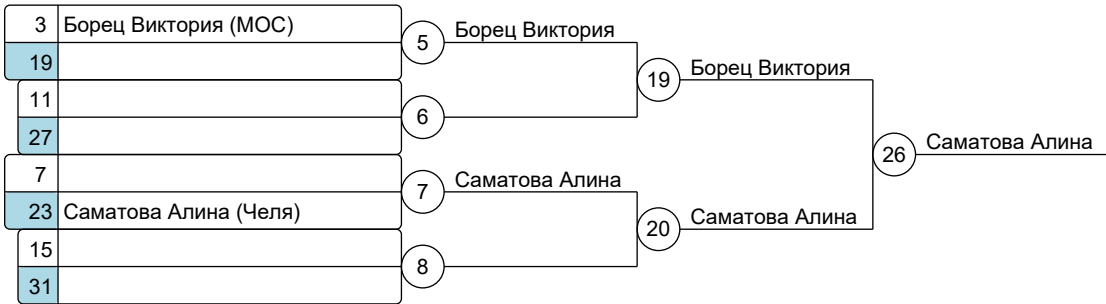 3 Борец Виктория (МОС)
5 Борец Виктория
19
19 Борец Виктория
11
6
27
26 Саматова Алина
7
7 Саматова Алина
23 Саматова Алина (Челя)
20 Саматова Алина
15
8
31